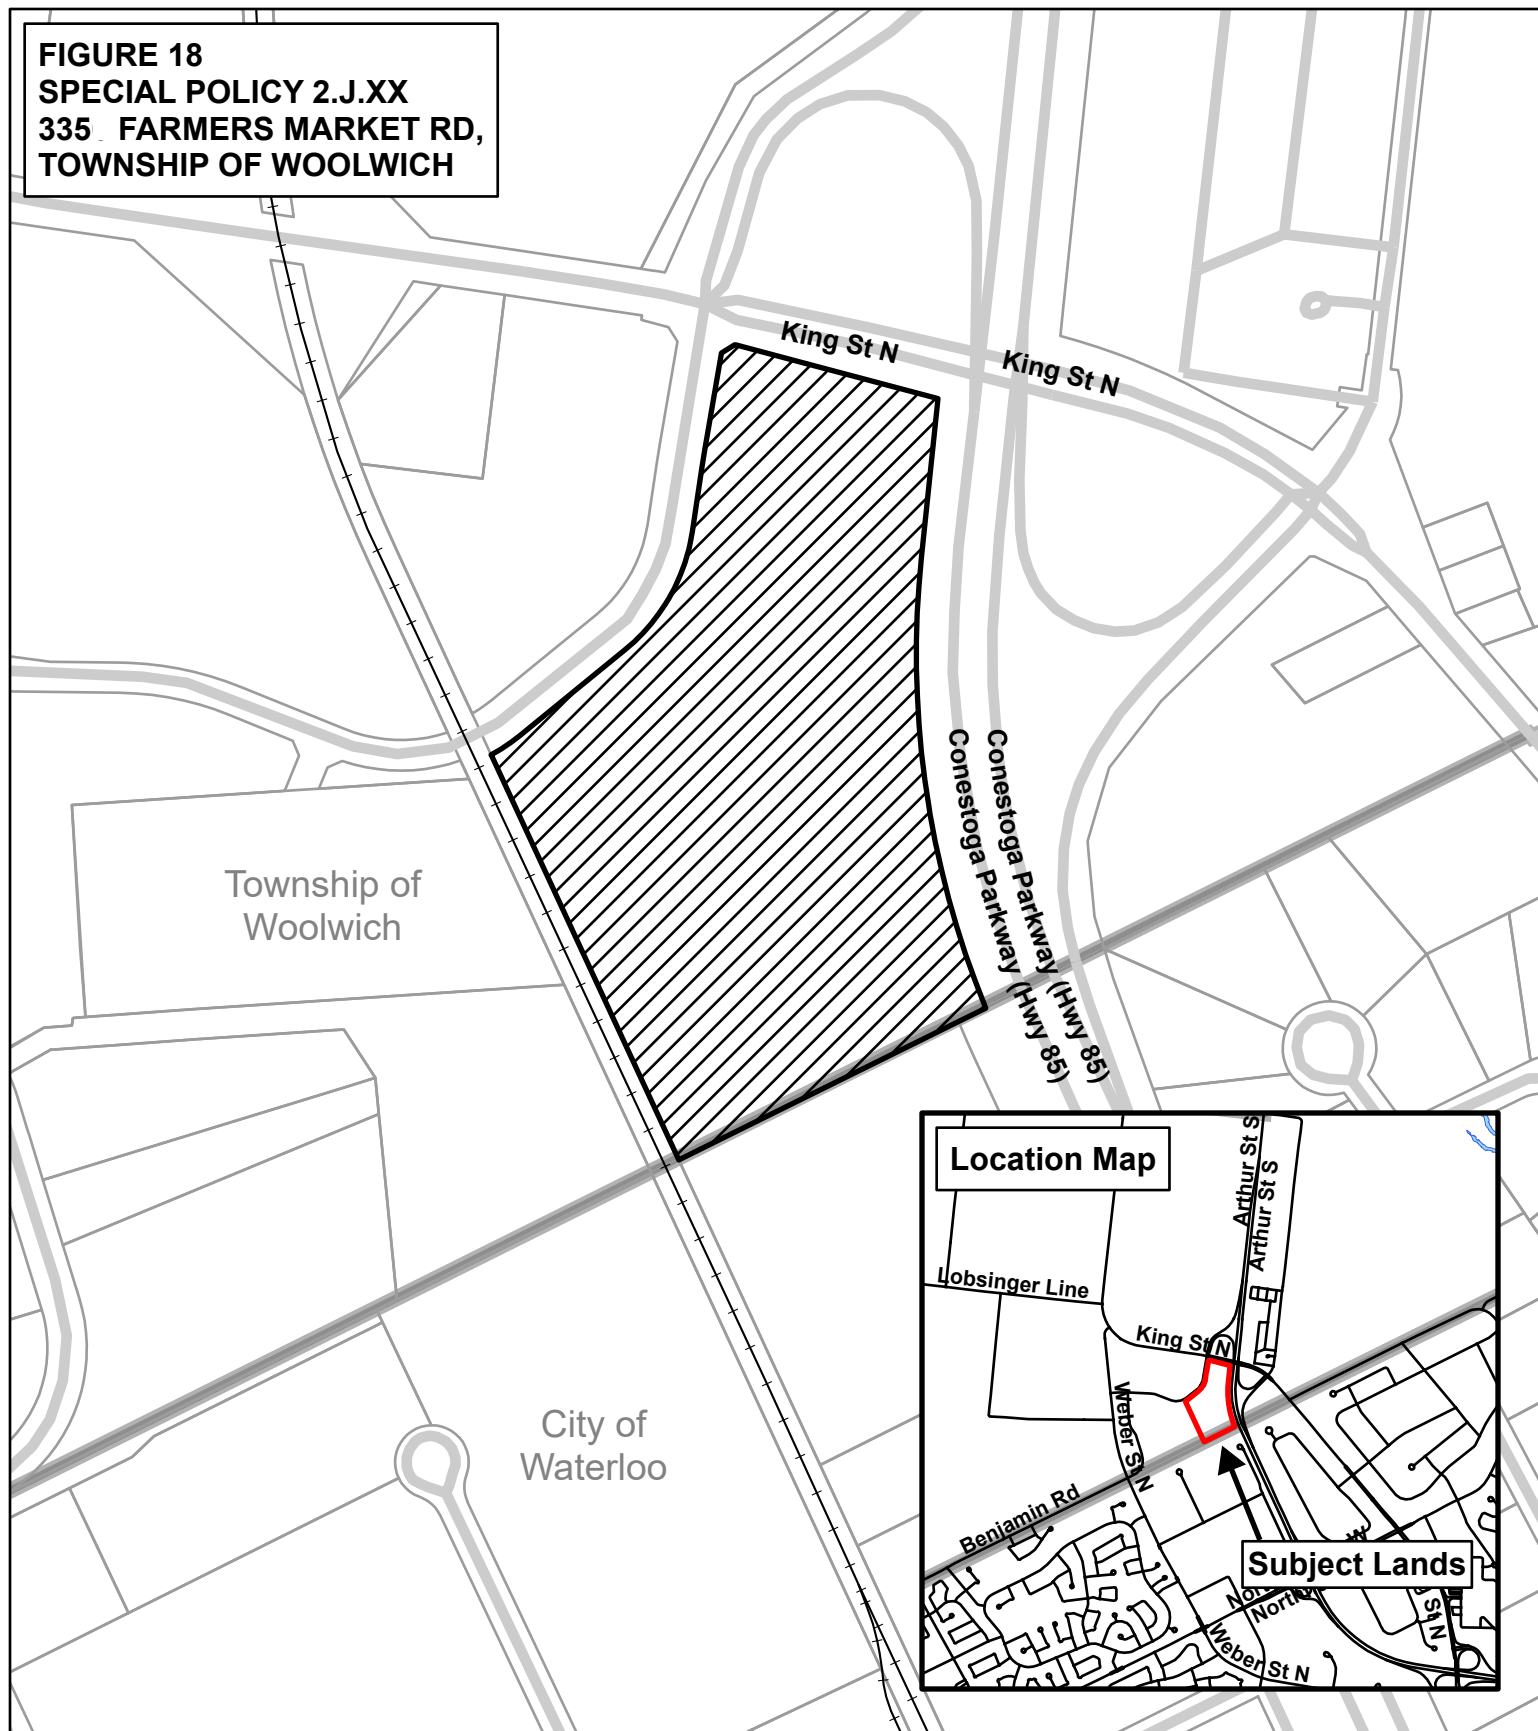 FIGURE 18
SPECIAL POLICY 2.J.XX
335 FARMERS MARKET RD,
TOWNSHIP OF WOOLWICH
King St N
King St N
Conestoga Parkway (Hwy 85)
Conestoga Parkway (Hwy 85)
Township of
Woolwich
City of
Waterloo
Location Map
Arthur St S
Arthur St S
Lobsinger Line
King St N
Weber St N
Benjamin Rd
Subject Lands
St N
Weber St N